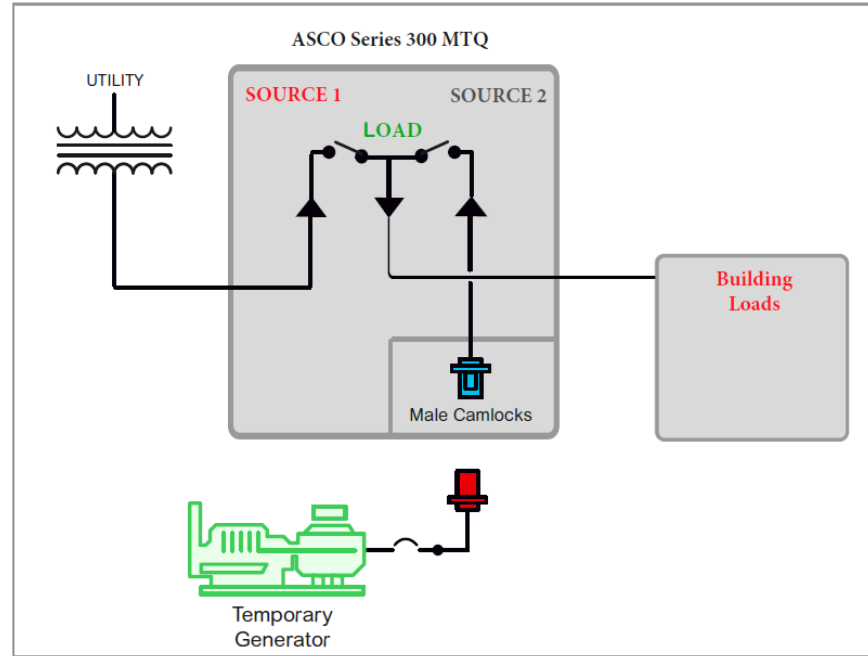 ASCO Series 300 MTQ
UTILITY
SOURCE 1
SOURCE 2
LOAD
Building
Loads
Male Camlocks
Temporary
Generator